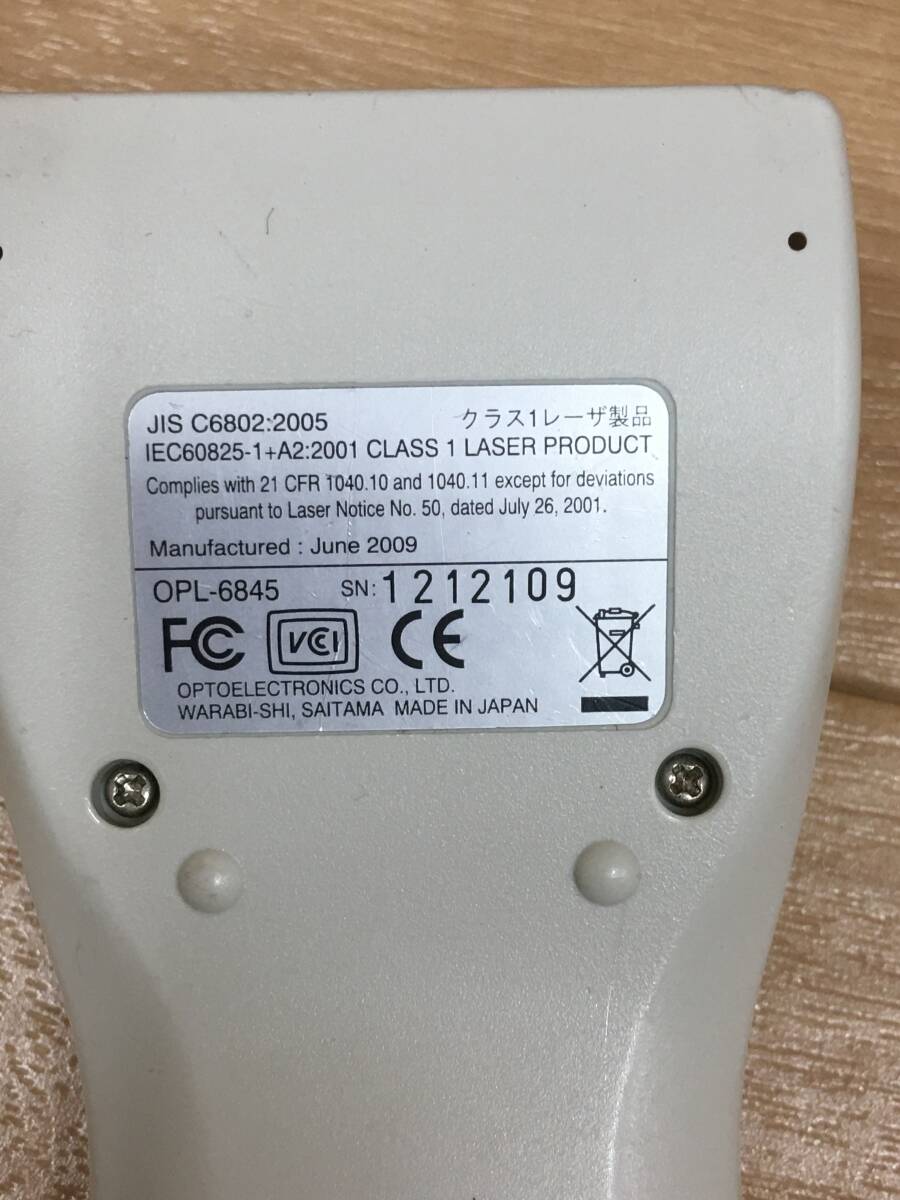 JIS C6802:2005 クラス1レーザ製品
IEC60825-1+A2:2001 CLASS 1 LASER PRODUCT
Complies with 21 CFR 1040.10 and 1040.11 except for deviations
pursuant to Laser Notice No. 50, dated July 26, 2001.
Manufactured : June 2009
OPL-6845 SN: 1212109
FC VCI CE
OPTOELECTRONICS CO., LTD.
WARABI-SHI, SAITAMA MADE IN JAPAN